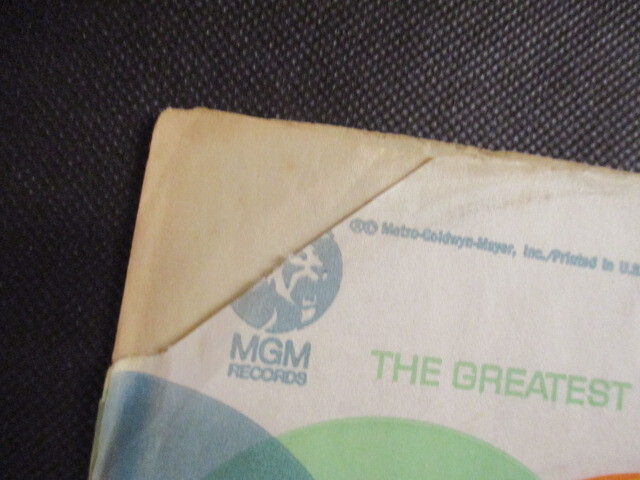 ®© Metro-Goldwyn-Mayer, Inc./Printed in U.S.
MGM
RECORDS
THE GREATEST